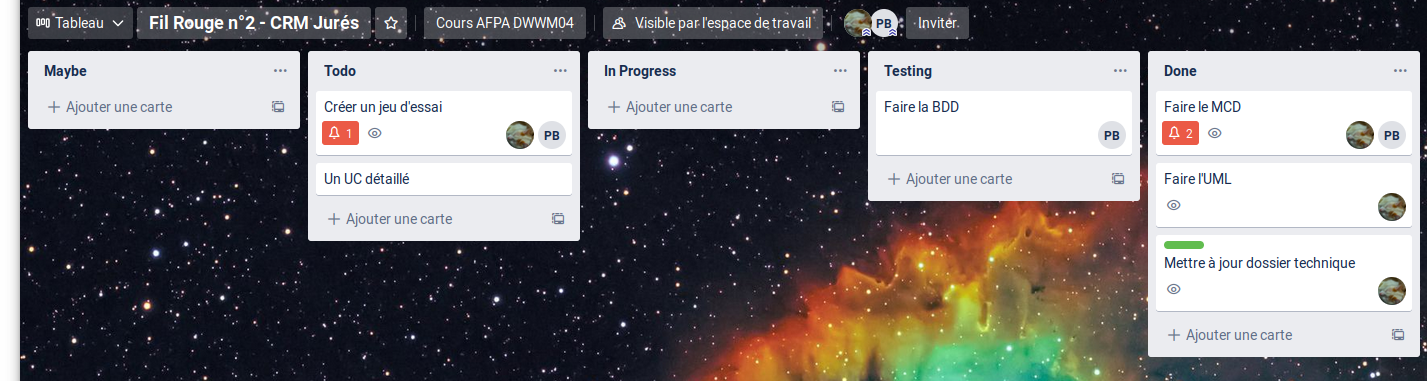 Tableau
Fil Rouge n°2 - CRM Jurés
Cours AFPA DWWM04
Visible par l'espace de travail
PB
Inviter
Maybe
Ajouter une carte
Todo
Créer un jeu d'essai
1
PB
Un UC détaillé
Ajouter une carte
In Progress
Ajouter une carte
Testing
Faire la BDD
PB
Ajouter une carte
Done
Faire le MCD
2
PB
Faire l'UML
Mettre à jour dossier technique
Ajouter une carte